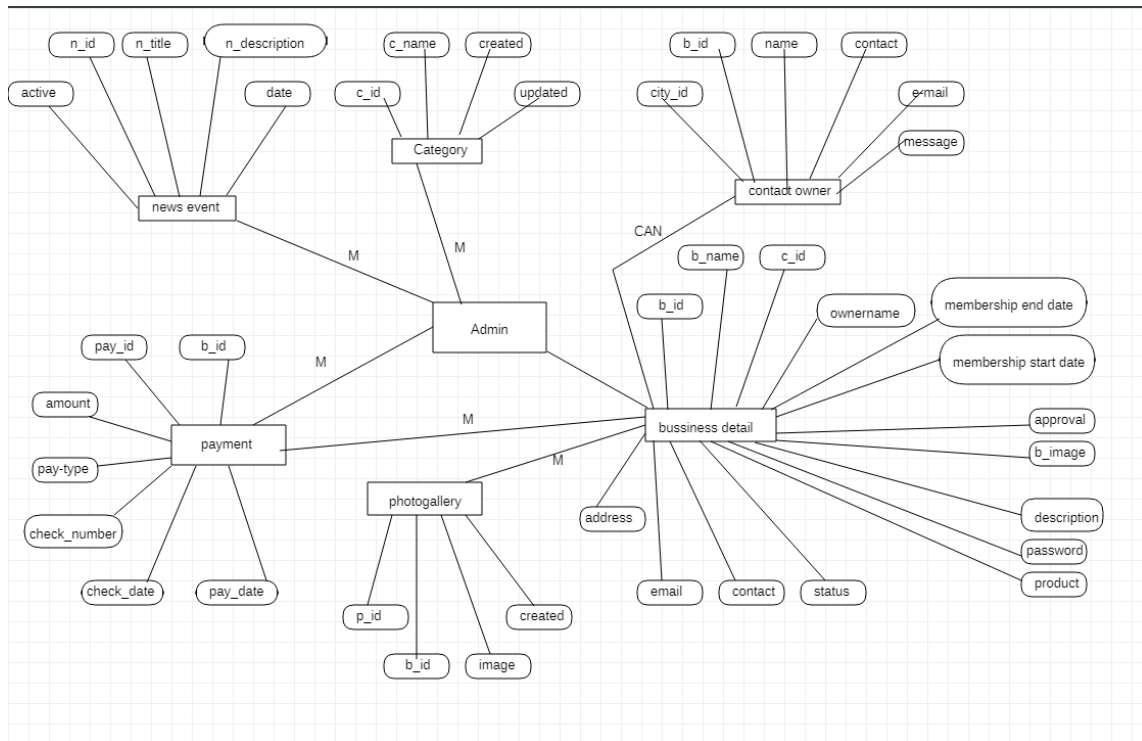 n_id
n_title
n_description
c_name
created
b_id
name
contact
active
date
c_id
updated
city_id
e-mail
message
Category
contact owner
news event
CAN
M
M
b_name
c_id
b_id
ownername
membership end date
Admin
pay_id
b_id
M
membership start date
amount
M
approval
payment
bussiness detail
b_image
pay-type
M
photogallery
address
description
check_number
password
check_date
pay_date
email
contact
status
product
p_id
created
b_id
image